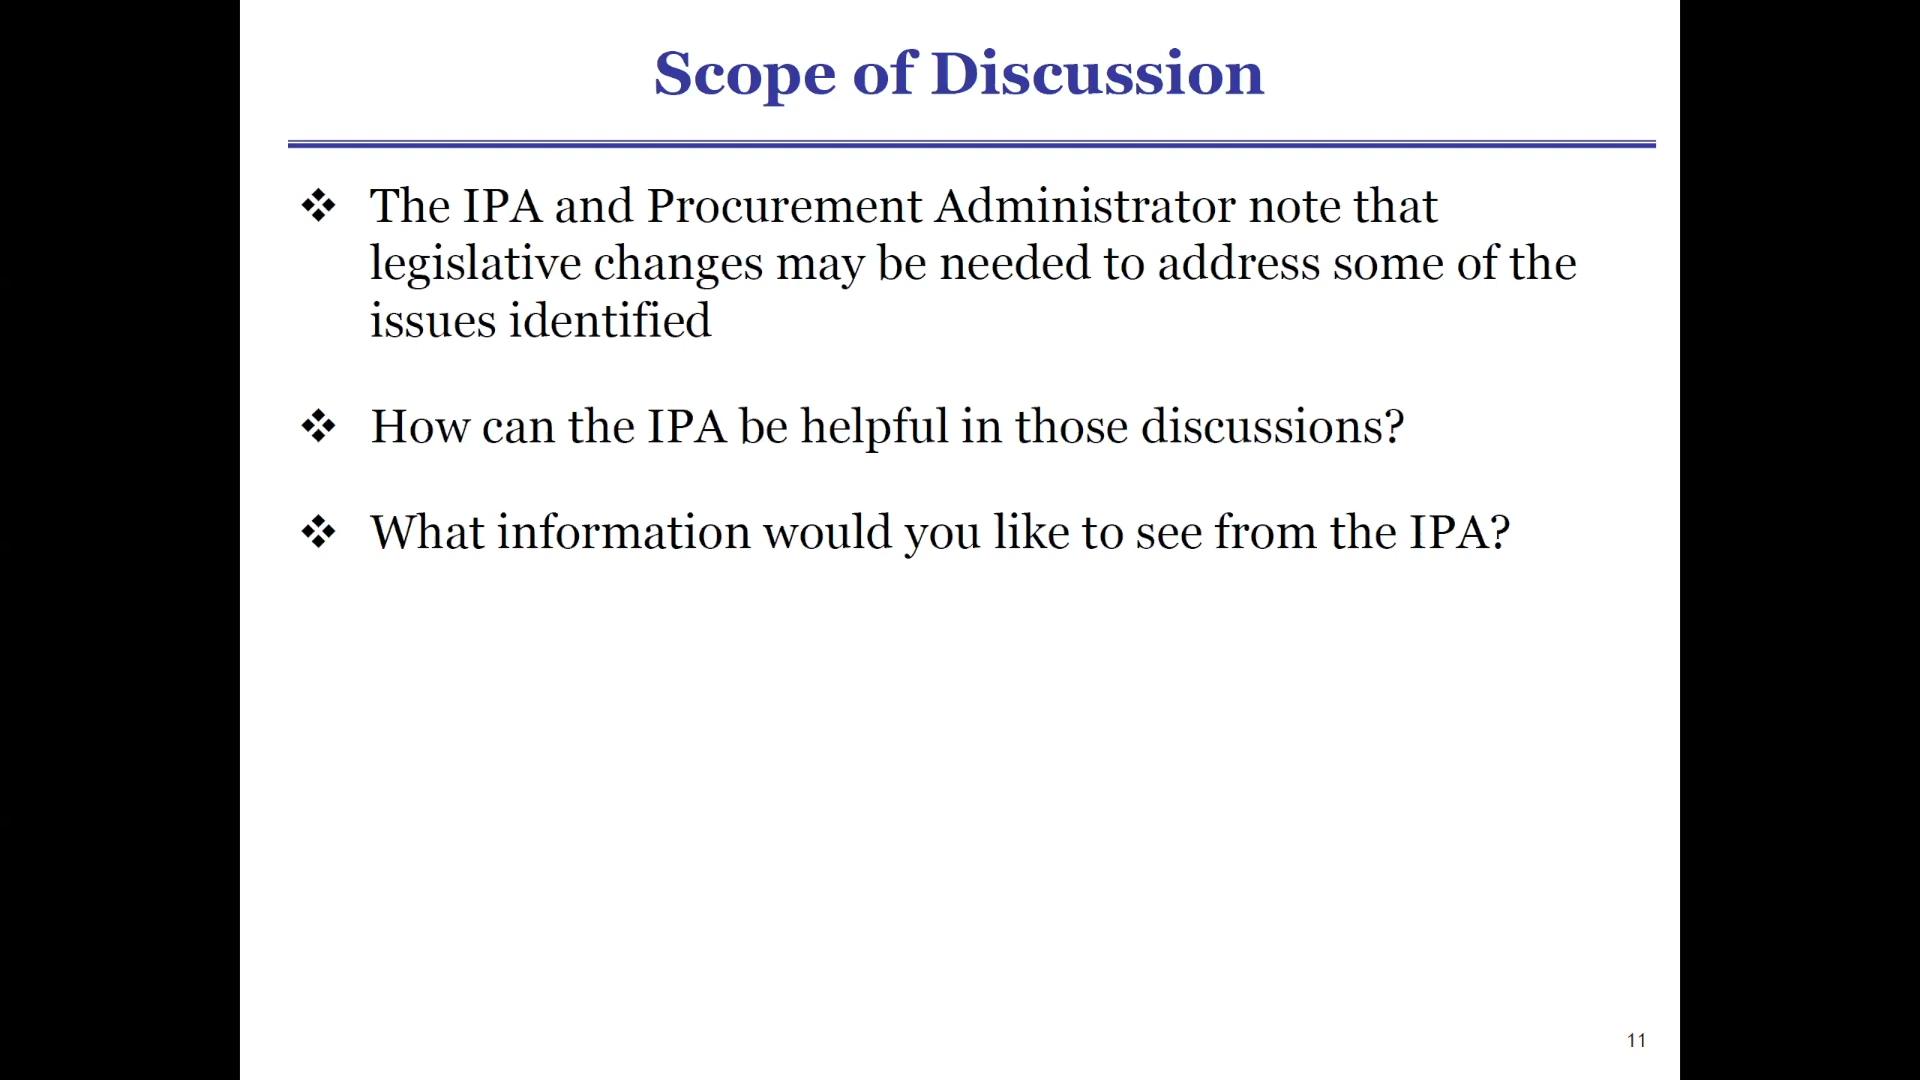 Scope of Discussion
❖ The IPA and Procurement Administrator note that
legislative changes may be needed to address some of the
issues identified
❖ How can the IPA be helpful in those discussions?
❖ What information would you like to see from the IPA?
11